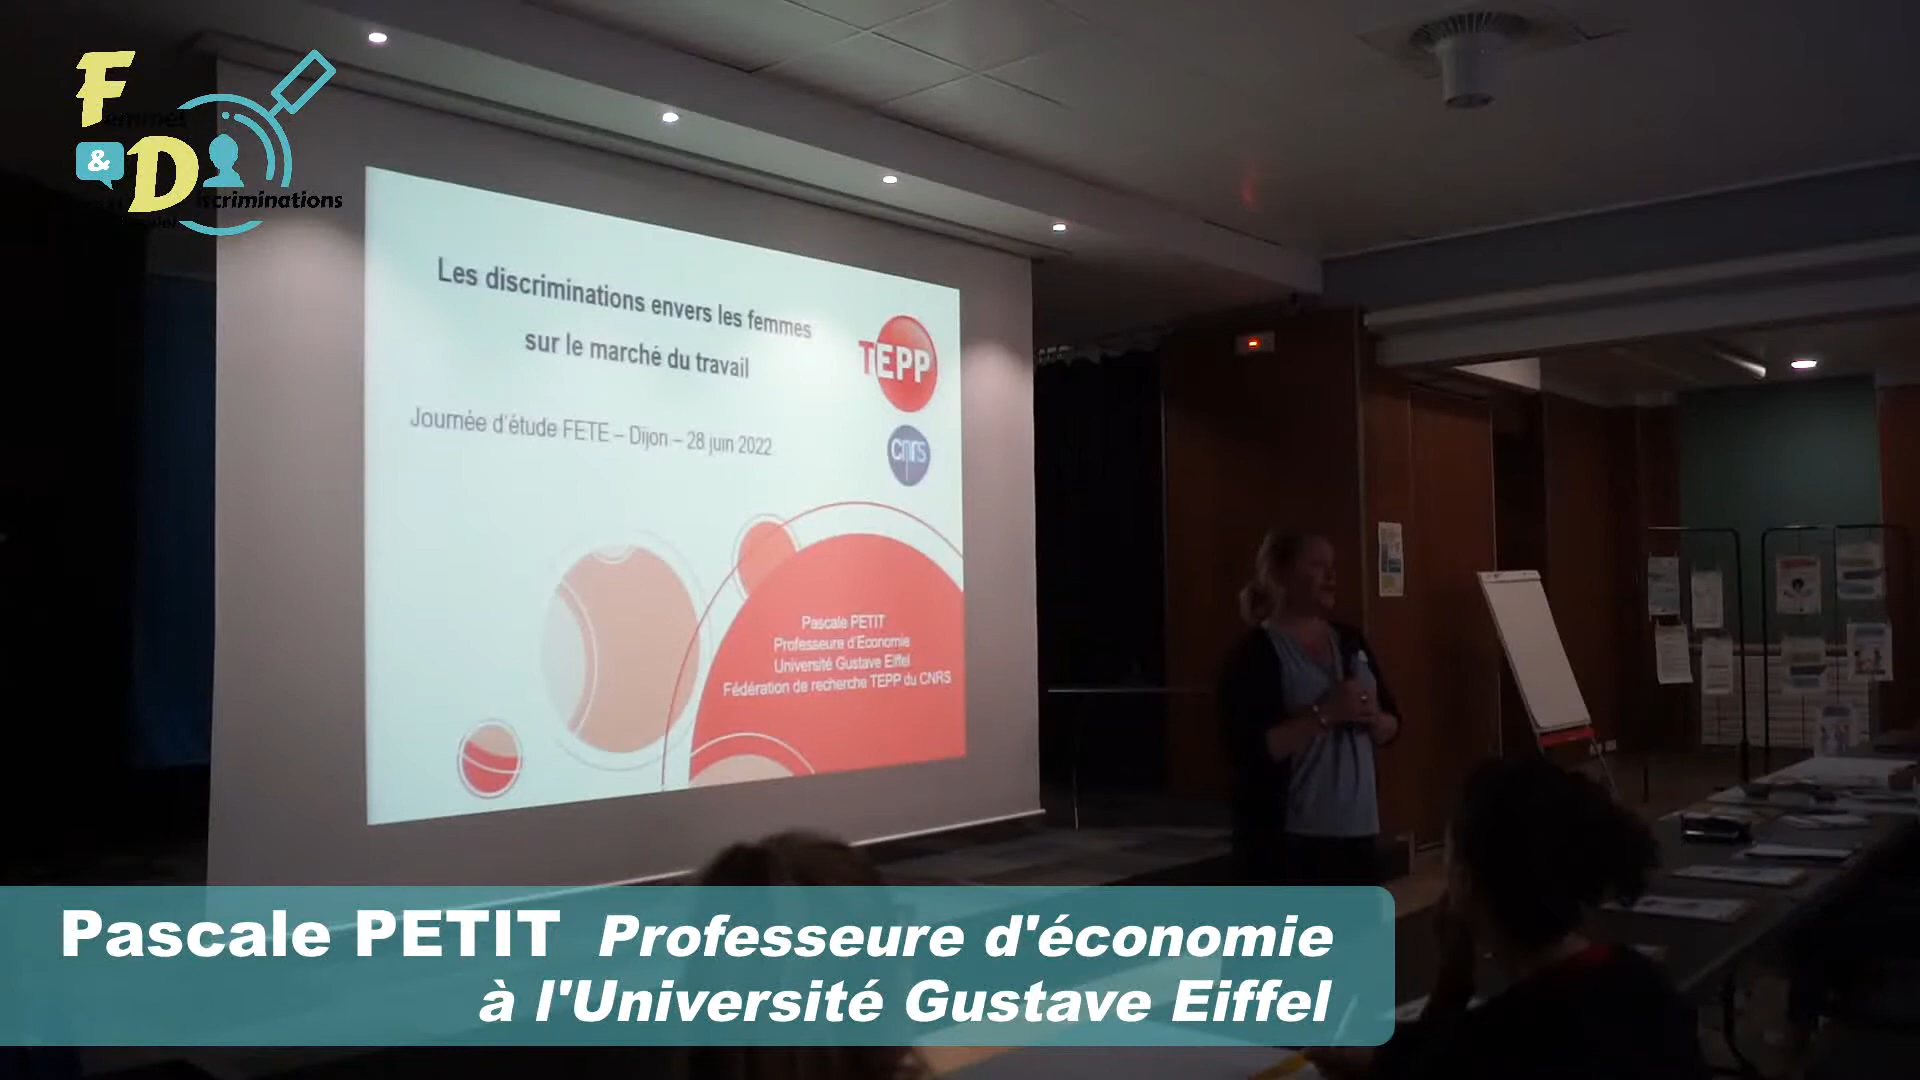 Femmes
& Discriminations
Les discriminations envers les femmes
sur le marché du travail
TEPP
Journée d'étude FETE – Dijon – 28 juin 2022
cnrs
Pascale PETIT
Professeure d'Economie
Université Gustave Eiffel
Fédération de recherche TEPP du CNRS
Pascale PETIT Professeure d'économie
à l'Université Gustave Eiffel